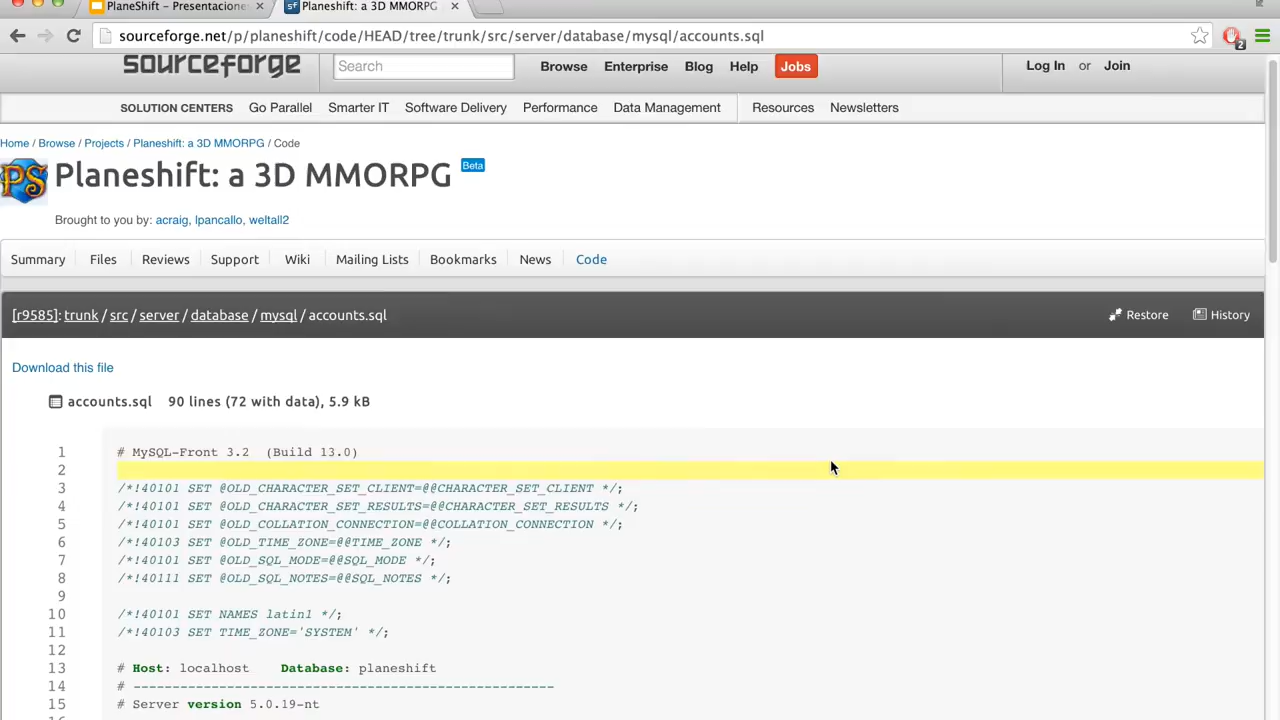 PlaneShift – Presentaciones
Planeshift: a 3D MMORPG
sourceforge.net/p/planeshift/code/HEAD/tree/trunk/src/server/database/mysql/accounts.sql
2
sourceforge
Search
Browse Enterprise Blog Help Jobs
Log In or Join
SOLUTION CENTERS Go Parallel Smarter IT Software Delivery Performance Data Management Resources Newsletters
Home / Browse / Projects / Planeshift: a 3D MMORPG / Code
PS
Planeshift: a 3D MMORPG Beta
Brought to you by: acraig, lpancallo, weltall2
Summary Files Reviews Support Wiki Mailing Lists Bookmarks News Code
[r9585]: trunk / src / server / database / mysql / accounts.sql Restore History
Download this file
accounts.sql 90 lines (72 with data), 5.9 kB
1 # MySQL-Front 3.2 (Build 13.0)
2
3 /*!40101 SET @OLD_CHARACTER_SET_CLIENT=@@CHARACTER_SET_CLIENT */;
4 /*!40101 SET @OLD_CHARACTER_SET_RESULTS=@@CHARACTER_SET_RESULTS */;
5 /*!40101 SET @OLD_COLLATION_CONNECTION=@@COLLATION_CONNECTION */;
6 /*!40103 SET @OLD_TIME_ZONE=@@TIME_ZONE */;
7 /*!40101 SET @OLD_SQL_MODE=@@SQL_MODE */;
8 /*!40111 SET @OLD_SQL_NOTES=@@SQL_NOTES */;
9
10 /*!40101 SET NAMES latin1 */;
11 /*!40103 SET TIME_ZONE='SYSTEM' */;
12
13 # Host: localhost Database: planeshift
14 # ------------------------------------------------------
15 # Server version 5.0.19-nt